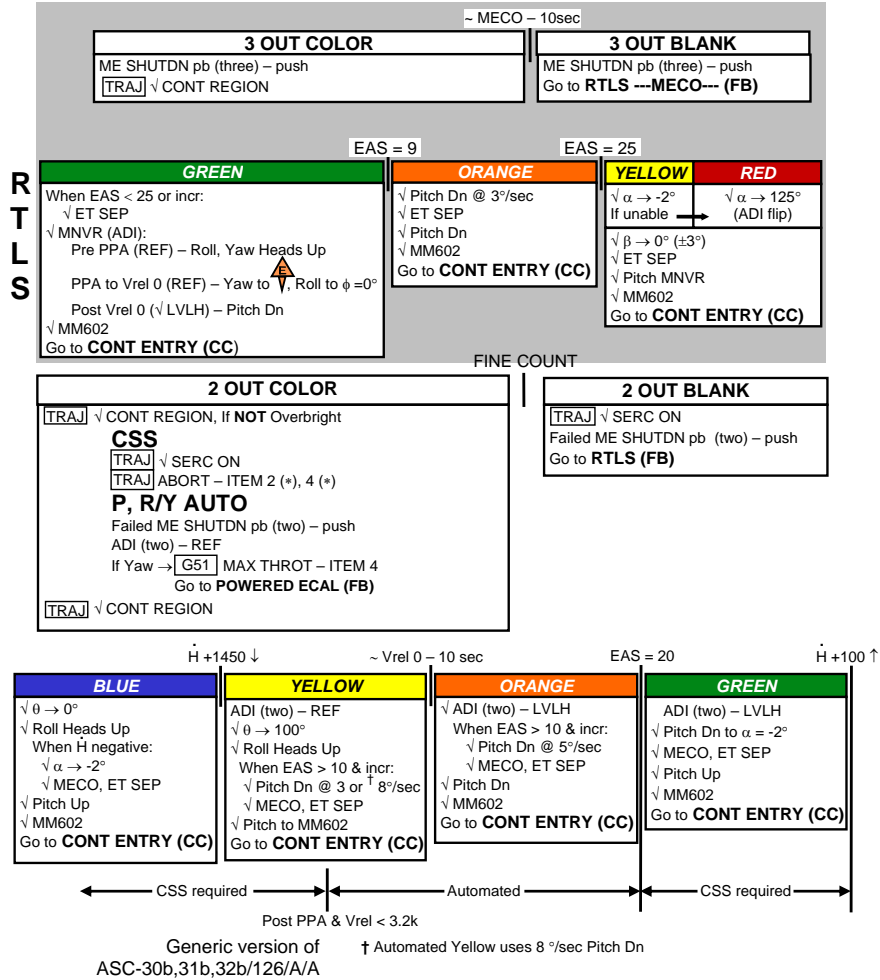 ~ MECO – 10sec
3 OUT COLOR
ME SHUTDN pb (three) – push
TRAJ √ CONT REGION
3 OUT BLANK
ME SHUTDN pb (three) – push
Go to RTLS ---MECO--- (FB)
RTLS
EAS = 9
EAS = 25
GREEN
When EAS < 25 or incr:
√ ET SEP
√ MNVR (ADI):
Pre PPA (REF) – Roll, Yaw Heads Up
E
PPA to Vrel 0 (REF) – Yaw to , Roll to ϕ =0°
Post Vrel 0 (√ LVLH) – Pitch Dn
√ MM602
Go to CONT ENTRY (CC)
ORANGE
√ Pitch Dn @ 3°/sec
√ ET SEP
√ Pitch Dn
√ MM602
Go to CONT ENTRY (CC)
YELLOW
√ α → -2°
If unable
RED
√ α → 125°
(ADI flip)
√ β → 0° (±3°)
√ ET SEP
√ Pitch MNVR
√ MM602
Go to CONT ENTRY (CC)
FINE COUNT
2 OUT COLOR
TRAJ √ CONT REGION, If NOT Overbright
CSS
TRAJ √ SERC ON
TRAJ ABORT – ITEM 2 (∗), 4 (∗)
P, R/Y AUTO
Failed ME SHUTDN pb (two) – push
ADI (two) – REF
If Yaw → G51 MAX THROT – ITEM 4
Go to POWERED ECAL (FB)
TRAJ √ CONT REGION
2 OUT BLANK
TRAJ √ SERC ON
Failed ME SHUTDN pb (two) – push
Go to RTLS (FB)
Ḣ +1450 ↓
~ Vrel 0 – 10 sec
EAS = 20
Ḣ +100 ↑
BLUE
√ θ → 0°
√ Roll Heads Up
When Ḣ negative:
√ α → -2°
√ MECO, ET SEP
√ Pitch Up
√ MM602
Go to CONT ENTRY (CC)
YELLOW
ADI (two) – REF
√ θ → 100°
√ Roll Heads Up
When EAS > 10 & incr:
√ Pitch Dn @ 3 or † 8°/sec
√ MECO, ET SEP
√ Pitch to MM602
Go to CONT ENTRY (CC)
ORANGE
√ ADI (two) – LVLH
When EAS > 10 & incr:
√ Pitch Dn @ 5°/sec
√ MECO, ET SEP
√ Pitch Dn
√ MM602
Go to CONT ENTRY (CC)
GREEN
ADI (two) – LVLH
√ Pitch Dn to α = -2°
√ MECO, ET SEP
√ Pitch Up
√ MM602
Go to CONT ENTRY (CC)
CSS required
Automated
CSS required
Post PPA & Vrel < 3.2k
Generic version of
ASC-30b,31b,32b/126/A/A
† Automated Yellow uses 8 °/sec Pitch Dn